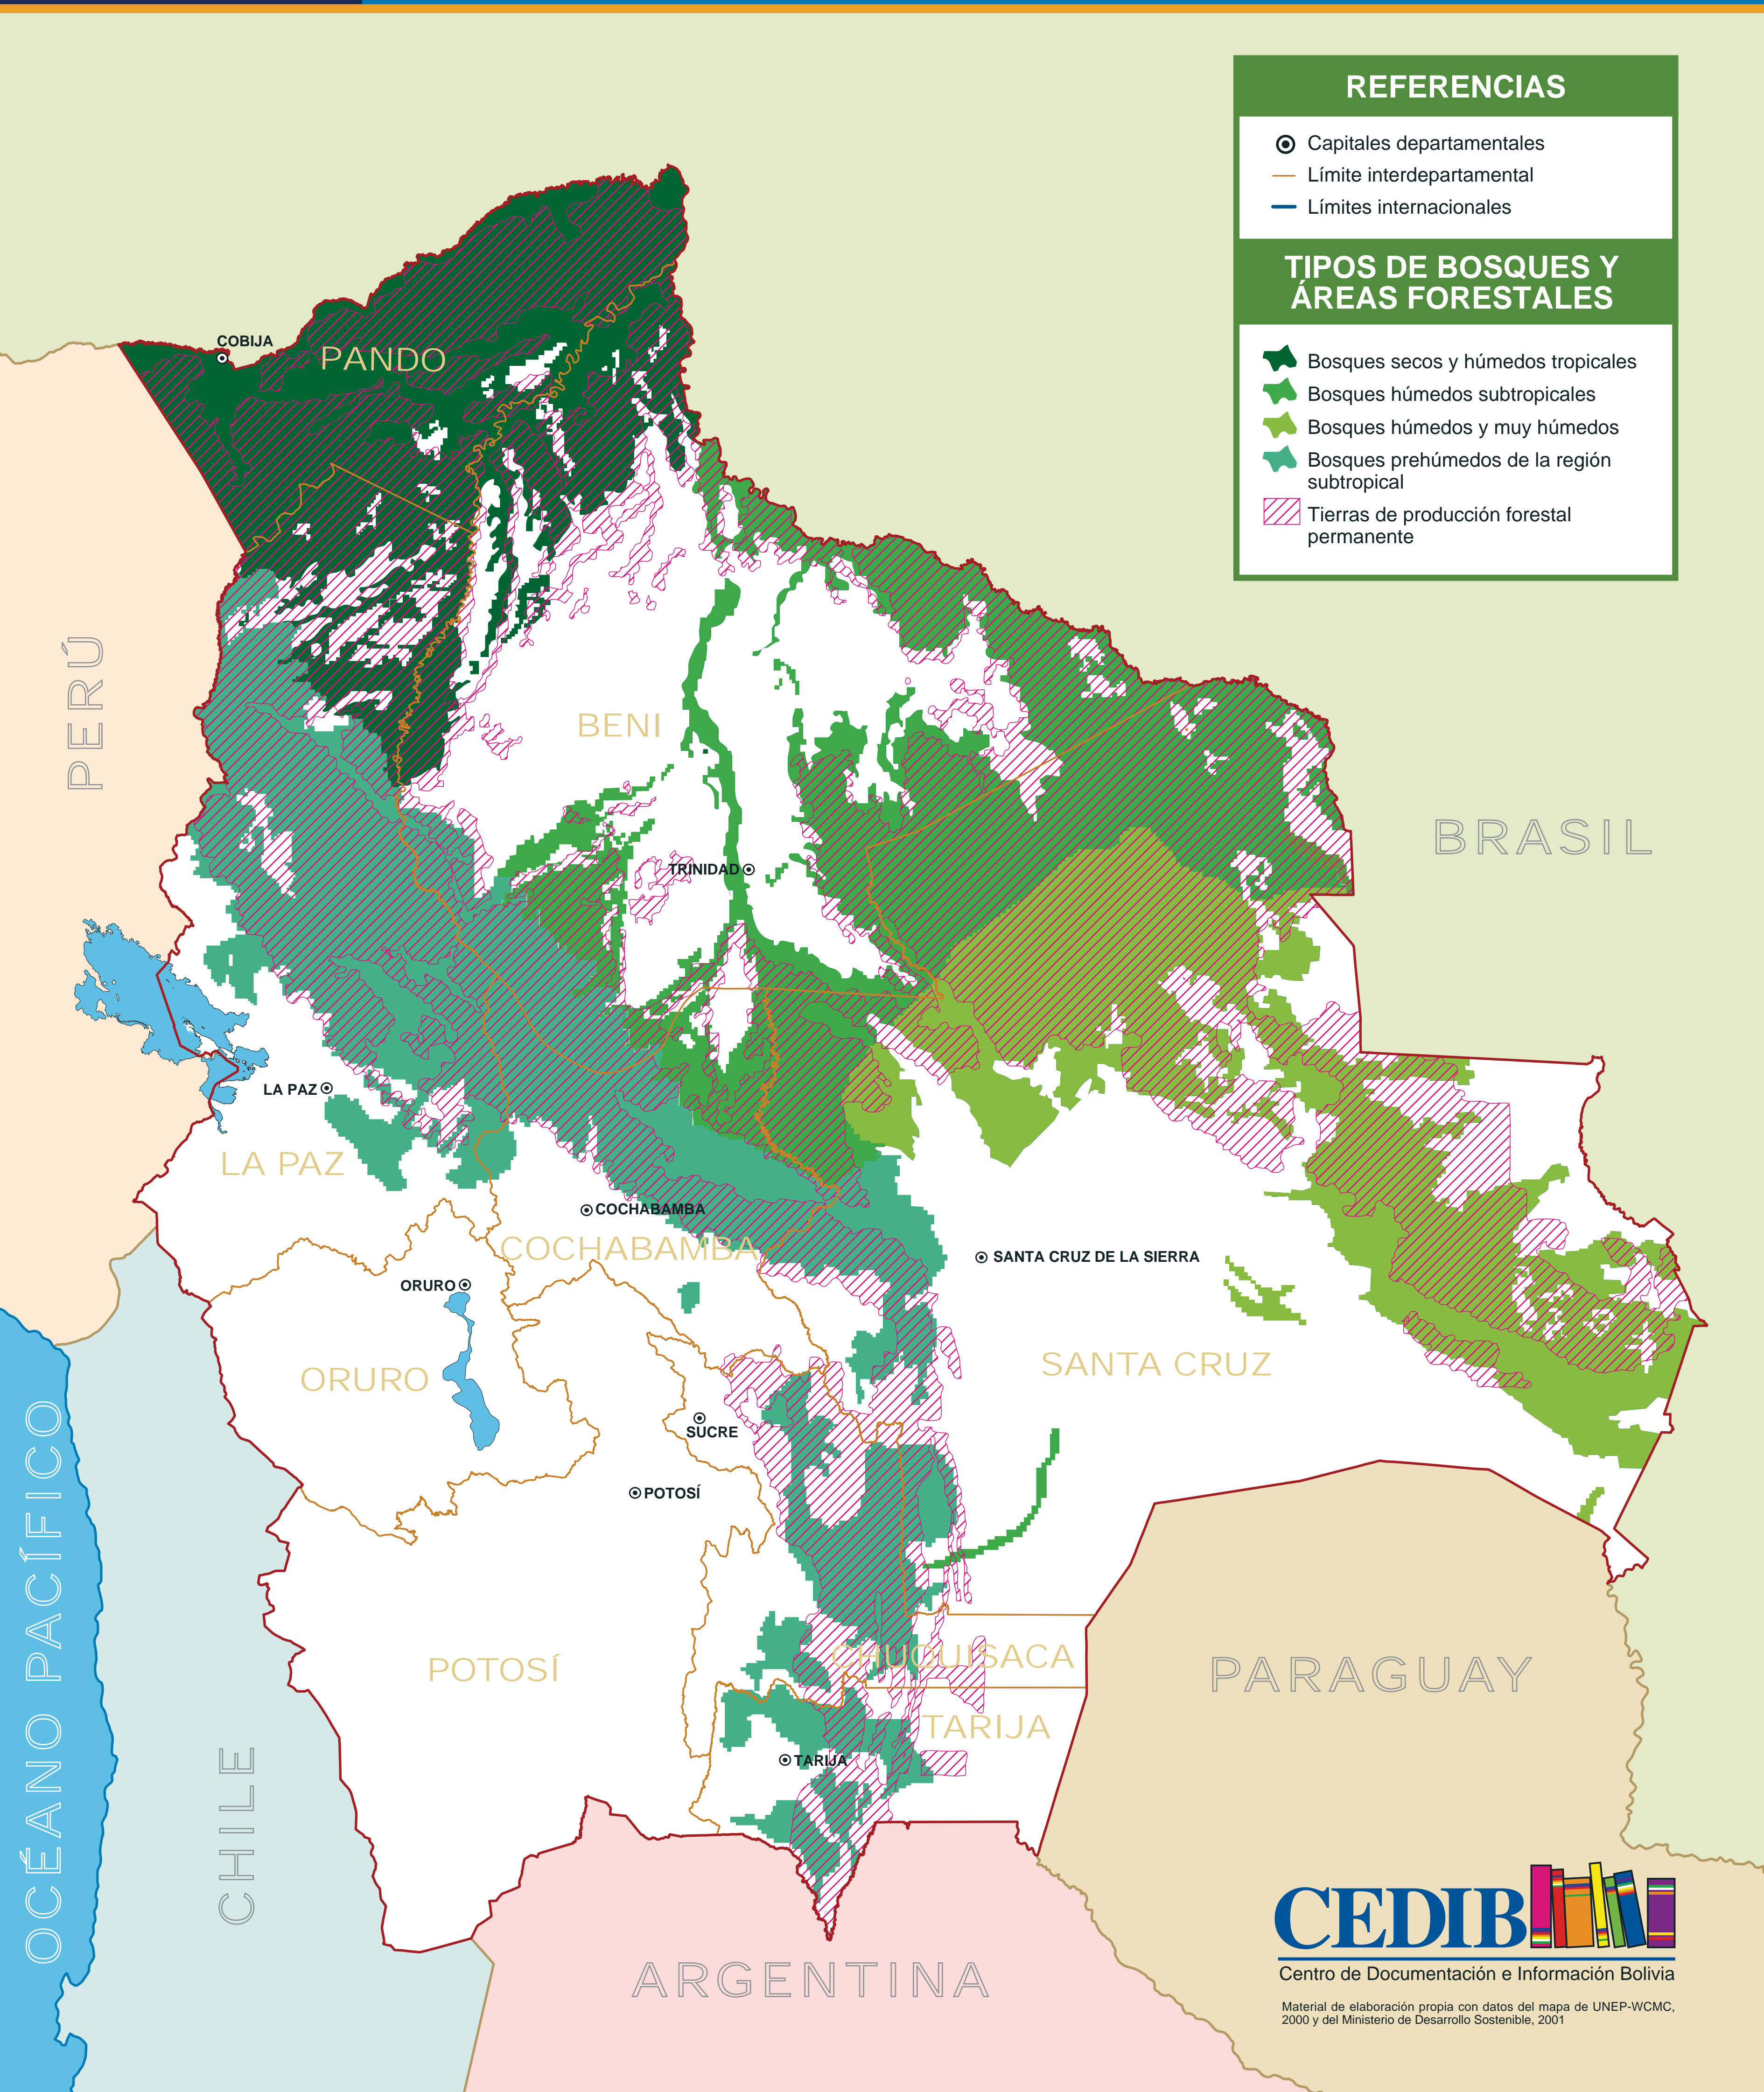 REFERENCIAS
Capitales departamentales
Límite interdepartamental
Límites internacionales
TIPOS DE BOSQUES Y
ÁREAS FORESTALES
Bosques secos y húmedos tropicales
Bosques húmedos subtropicales
Bosques húmedos y muy húmedos
Bosques prehúmedos de la región
subtropical
Tierras de producción forestal
permanente
COBIJA
PANDO
PERÚ
BENI
BRASIL
TRINIDAD
LA PAZ
LA PAZ
COCHABAMBA
COCHABAMBA
SANTA CRUZ DE LA SIERRA
ORURO
ORURO
SANTA CRUZ
SUCRE
POTOSÍ
OCÉANO PACÍFICO
CHUQUISACA
POTOSÍ
PARAGUAY
TARIJA
TARIJA
CHILE
ARGENTINA
CEDIB
Centro de Documentación e Información Bolivia
Material de elaboración propia con datos del mapa de UNEP-WCMC,
2000 y del Ministerio de Desarrollo Sostenible, 2001